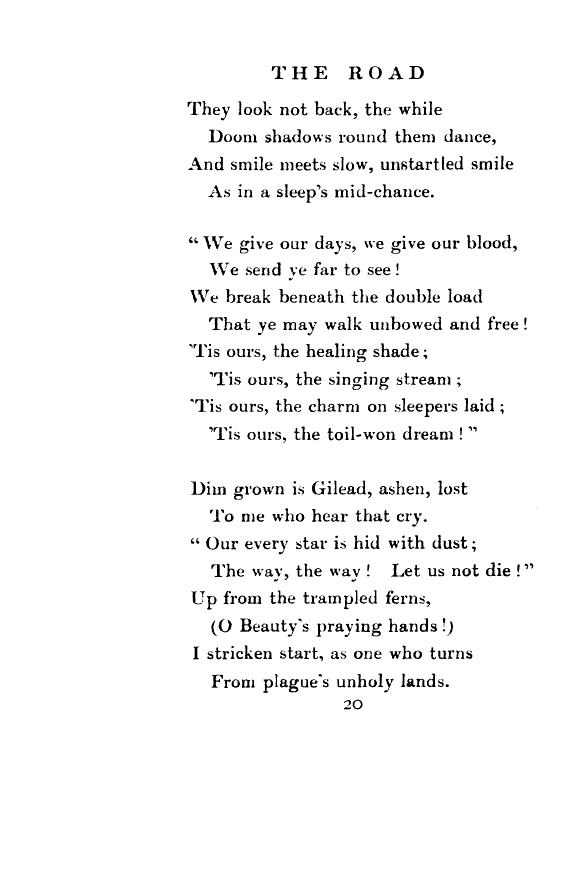 THE ROAD
They look not back, the while
Doom shadows round them dance,
And smile meets slow, unstartled smile
As in a sleep's mid-chance.
“ We give our days, we give our blood,
We send ye far to see !
We break beneath the double load
That ye may walk unbowed and free !
'Tis ours, the healing shade ;
'Tis ours, the singing stream ;
'Tis ours, the charm on sleepers laid ;
'Tis ours, the toil-won dream ! ”
Dim grown is Gilead, ashen, lost
To me who hear that cry.
“ Our every star is hid with dust ;
The way, the way ! Let us not die ! ”
Up from the trampled ferns,
(O Beauty's praying hands !)
I stricken start, as one who turns
From plague's unholy lands.
20